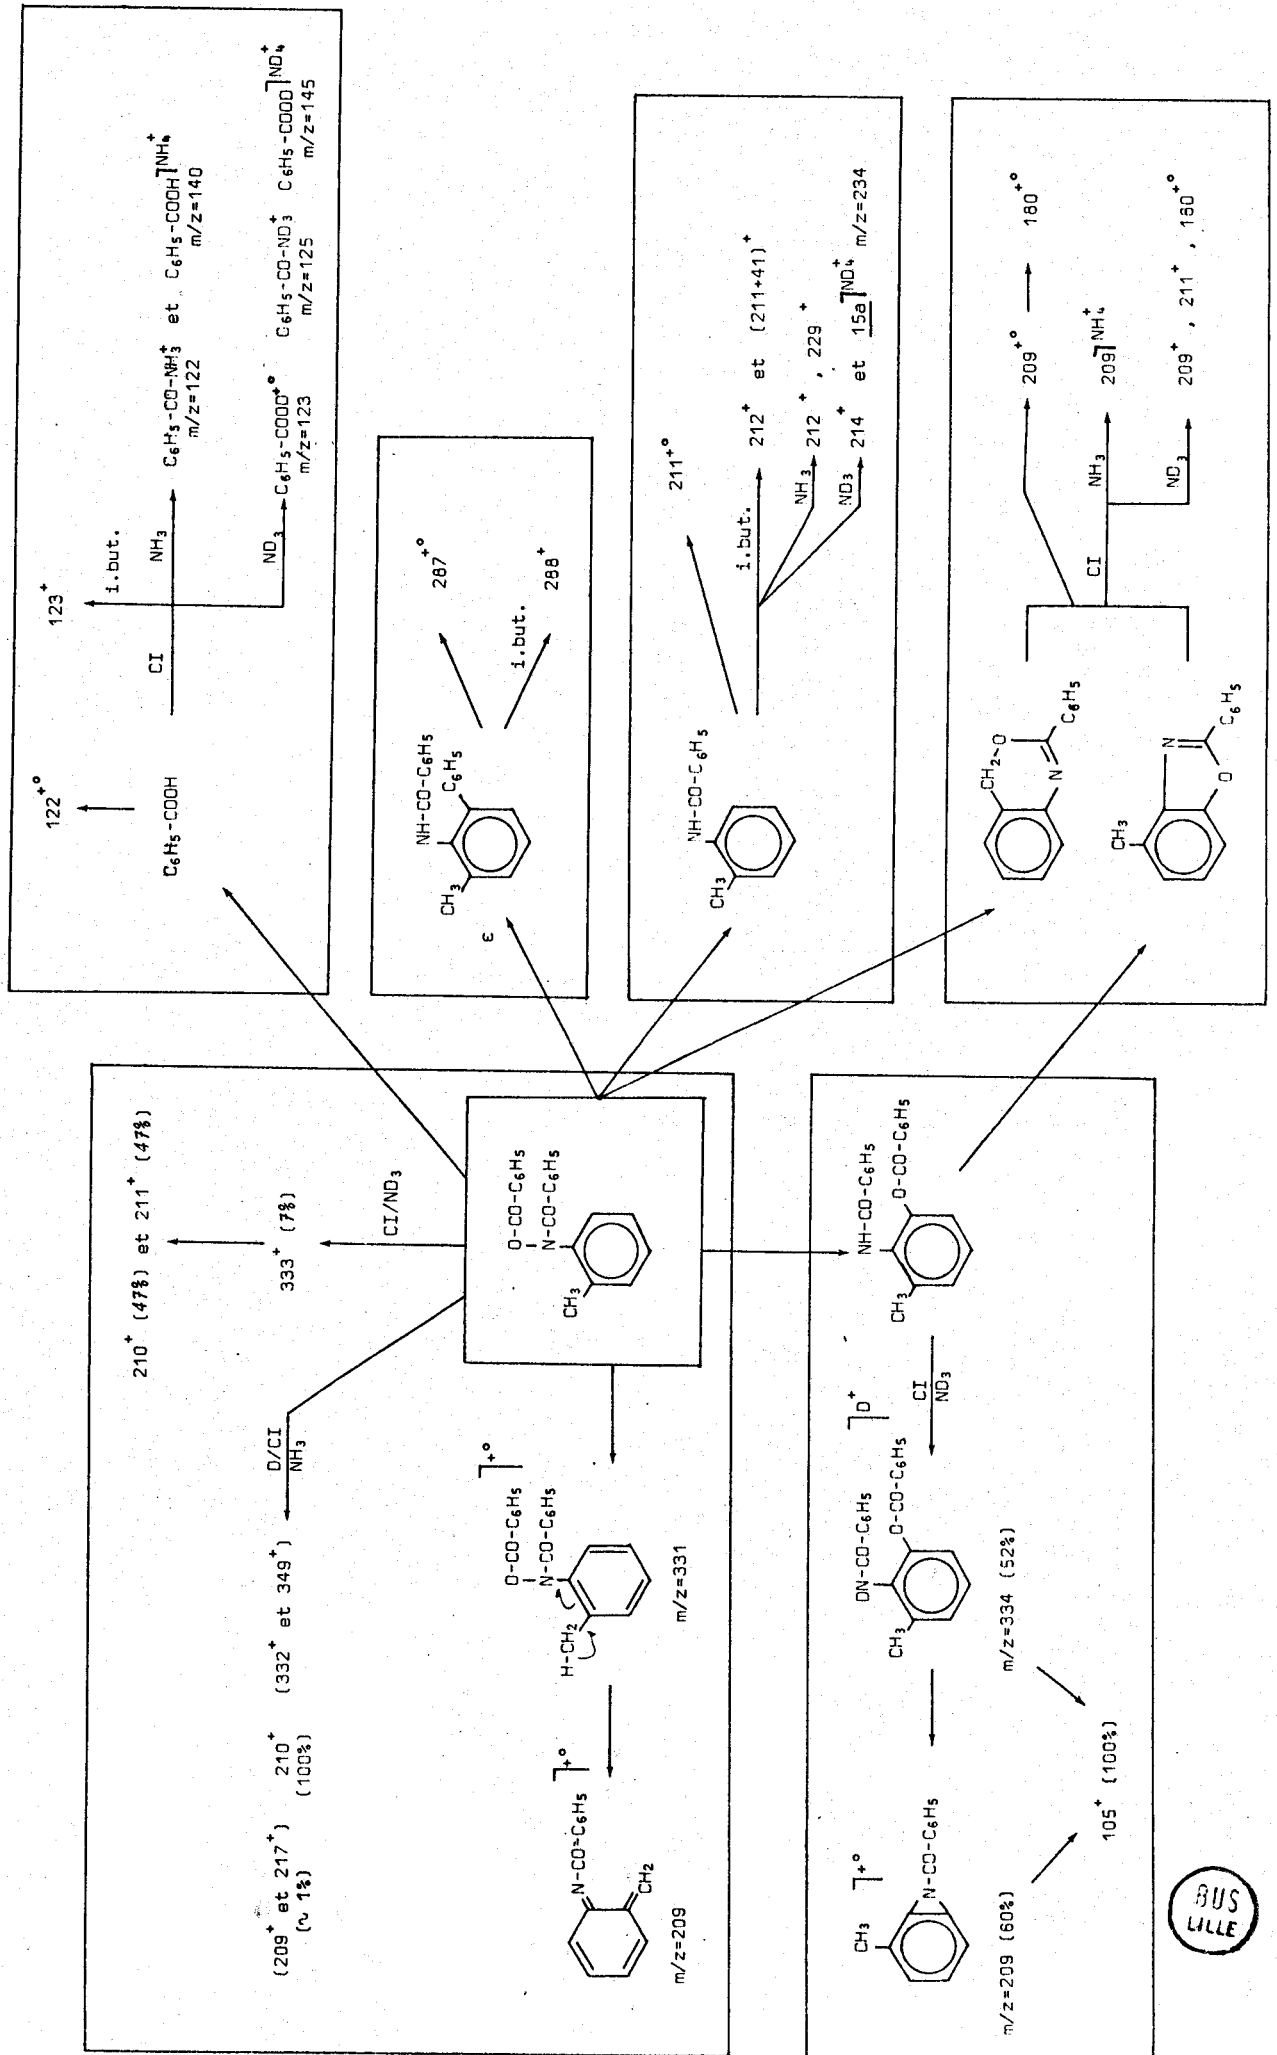 122⁺°
123⁺
C₆H₅-COOH
CI
i.but.
NH₃
C₆H₅-CO-NH₃⁺ et C₆H₅-COOH]NH₄⁺
m/z=122
m/z=140
ND₃
C₆H₅-COOD⁺° C₆H₅-CO-ND₃⁺ C₆H₅-COOD]ND₄⁺
m/z=123
m/z=125
m/z=145
NH-CO-C₆H₅
CH₃
C₆H₅
ε
287⁺°
i.but.
288⁺
NH-CO-C₆H₅
CH₃
211⁺°
i.but.
212⁺ et (211+41)⁺
NH₃
212⁺, 229⁺
ND₃
214⁺ et 15a]ND₄⁺ m/z=234
CH₂-O
N
C₆H₅
CH₃
N
O
C₆H₅
209⁺°
180⁺°
CI
NH₃
209]NH₄⁺
ND₃
209⁺, 211⁺, 180⁺°
210⁺ (47%) et 211⁺ (47%)
333⁺ (7%)
CI/ND₃
D/CI
NH₃
(209⁺ et 217⁺) 210⁺ (332⁺ et 349⁺)
(~ 1%) (100%)
O-CO-C₆H₅
N-CO-C₆H₅
CH₃
]⁺°
O-CO-C₆H₅
N-CO-C₆H₅
H-CH₂
m/z=331
]⁺°
N-CO=C₆H₅
CH₂
m/z=209
NH-CO-C₆H₅
CH₃
O-CO-C₆H₅
CI
ND₃
]D⁺
DN-CO-C₆H₅
CH₃
O-CO-C₆H₅
m/z=334 (52%)
]⁺°
CH₃
N-CO-C₆H₅
m/z=209 (60%)
105⁺ (100%)
BUS
LILLE